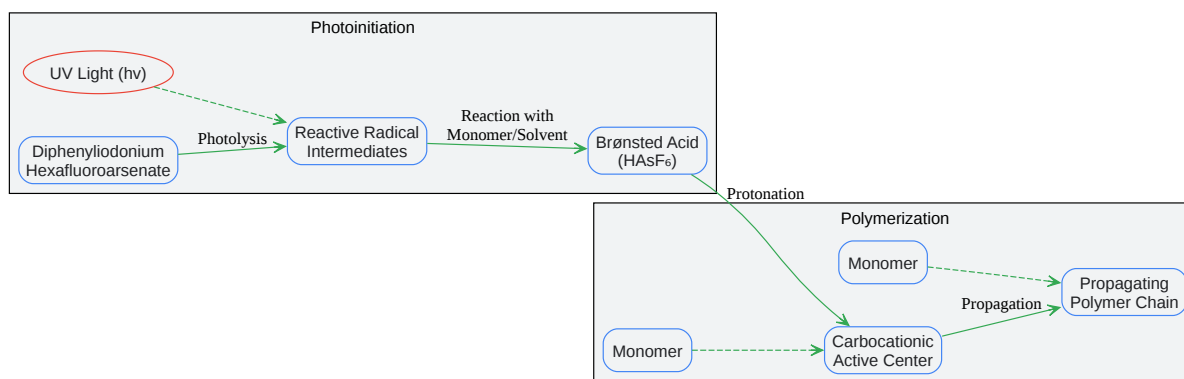 Photoinitiation
UV Light (hv)
Diphenyliodonium
Hexafluoroarsenate
Photolysis
Reactive Radical
Intermediates
Reaction with
Monomer/Solvent
Brønsted Acid
(HAsF₆)
Protonation
Polymerization
Monomer
Monomer
Carbocationic
Active Center
Propagation
Propagating
Polymer Chain